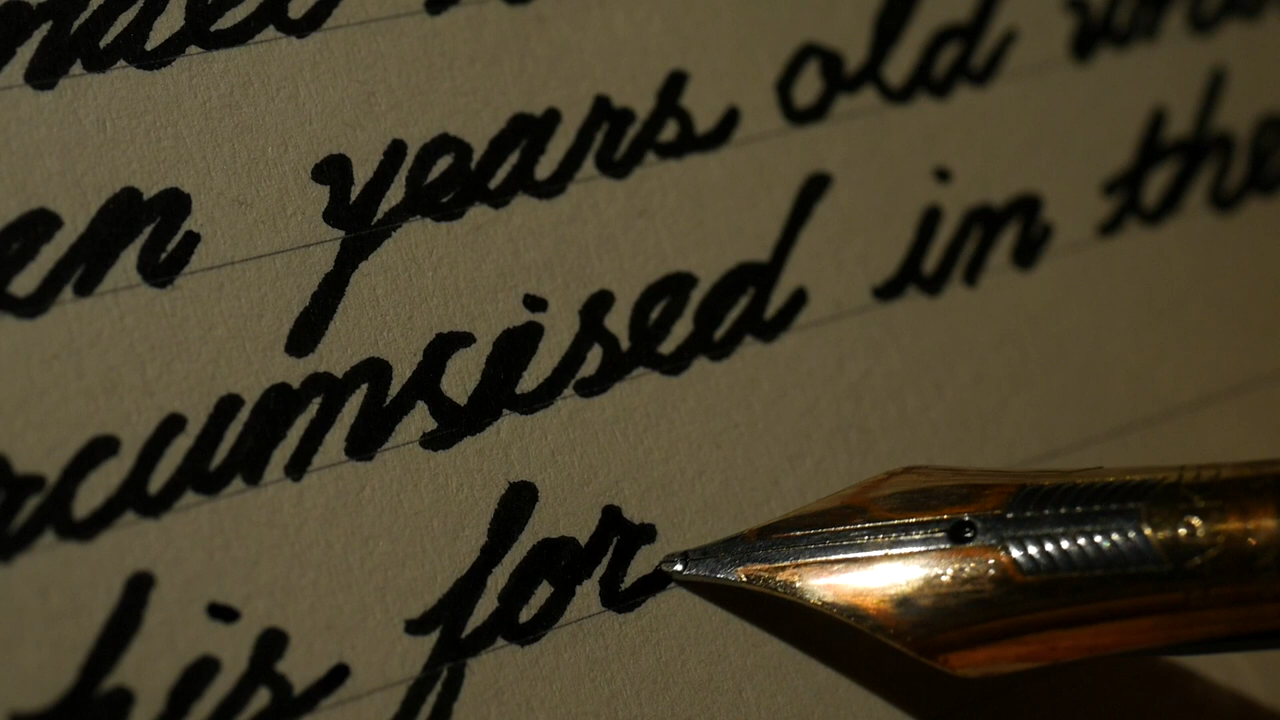 en years old
rcumsised in the
his for